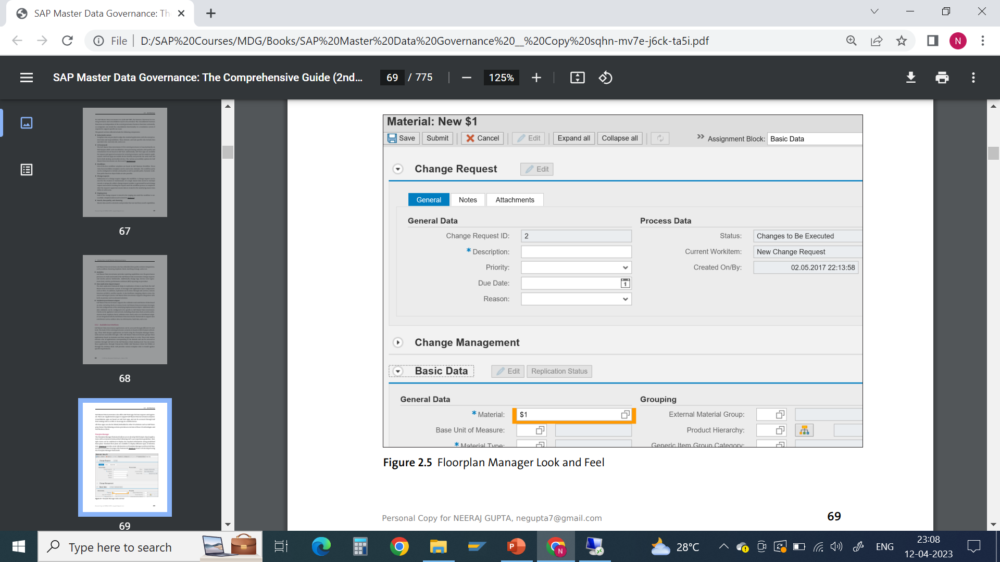 SAP Master Data Governance: Th
File
D:/SAP%20Courses/MDG/Books/SAP%20Master%20Data%20Governance%20__%20Copy%20sqhn-mv7e-j6ck-ta5i.pdf
N
SAP Master Data Governance: The Comprehensive Guide (2nd...
69 / 775
125%
67
68
69
Material: New $1
Save Submit Cancel Edit Expand all Collapse all Assignment Block: Basic Data
Change Request Edit
General Notes Attachments
General Data Process Data
Change Request ID: 2 Status: Changes to Be Executed
* Description: Current Workitem: New Change Request
Priority: Created On/By: 02.05.2017 22:13:58
Due Date:
Reason:
Change Management
Basic Data Edit Replication Status
General Data Grouping
* Material: $1 External Material Group:
Base Unit of Measure: Product Hierarchy:
* Material Type: Generic Item Group Category:
Figure 2.5 Floorplan Manager Look and Feel
Personal Copy for NEERAJ GUPTA, negupta7@gmail.com 69
Type here to search
28°C
ENG
23:08
12-04-2023